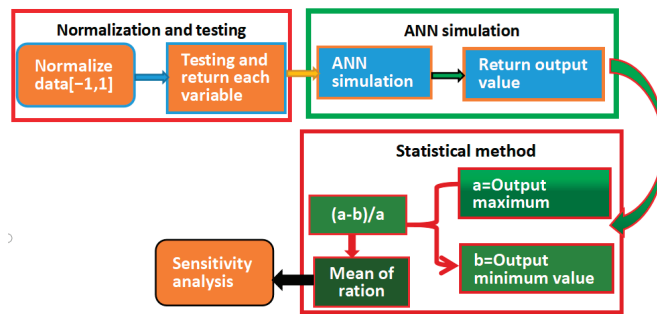 Normalization and testing
Normalize
data[−1,1]
Testing and
return each
variable
ANN simulation
ANN
simulation
Return output
value
Statistical method
(a-b)/a
a=Output
maximum
b=Output
minimum value
Mean of
ration
Sensitivity
analysis